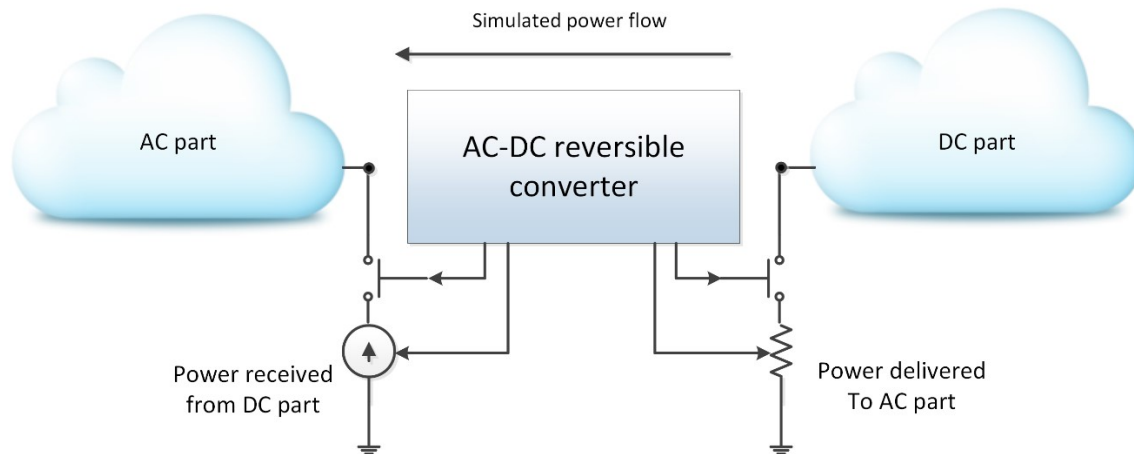 Simulated power flow
AC part
AC-DC reversible
converter
DC part
Power received
from DC part
Power delivered
To AC part